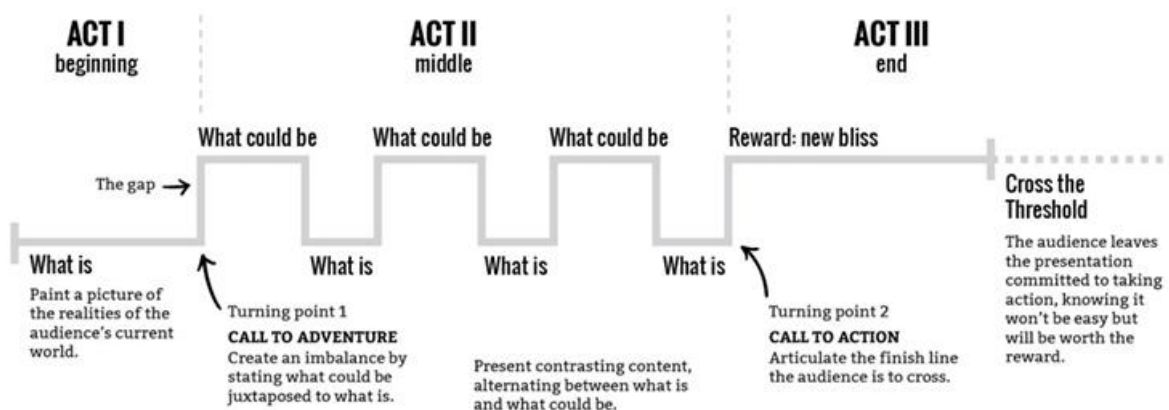 ACT I
beginning
ACT II
middle
ACT III
end
What could be
What could be
What could be
Reward: new bliss
The gap
What is
Paint a picture of
the realities of the
audience's current
world.
What is
What is
What is
Turning point 1
CALL TO ADVENTURE
Create an imbalance by
stating what could be
juxtaposed to what is.
Present contrasting content,
alternating between what is
and what could be.
Turning point 2
CALL TO ACTION
Articulate the finish line
the audience is to cross.
Cross the
Threshold
The audience leaves
the presentation
committed to taking
action, knowing it
won't be easy but
will be worth the
reward.